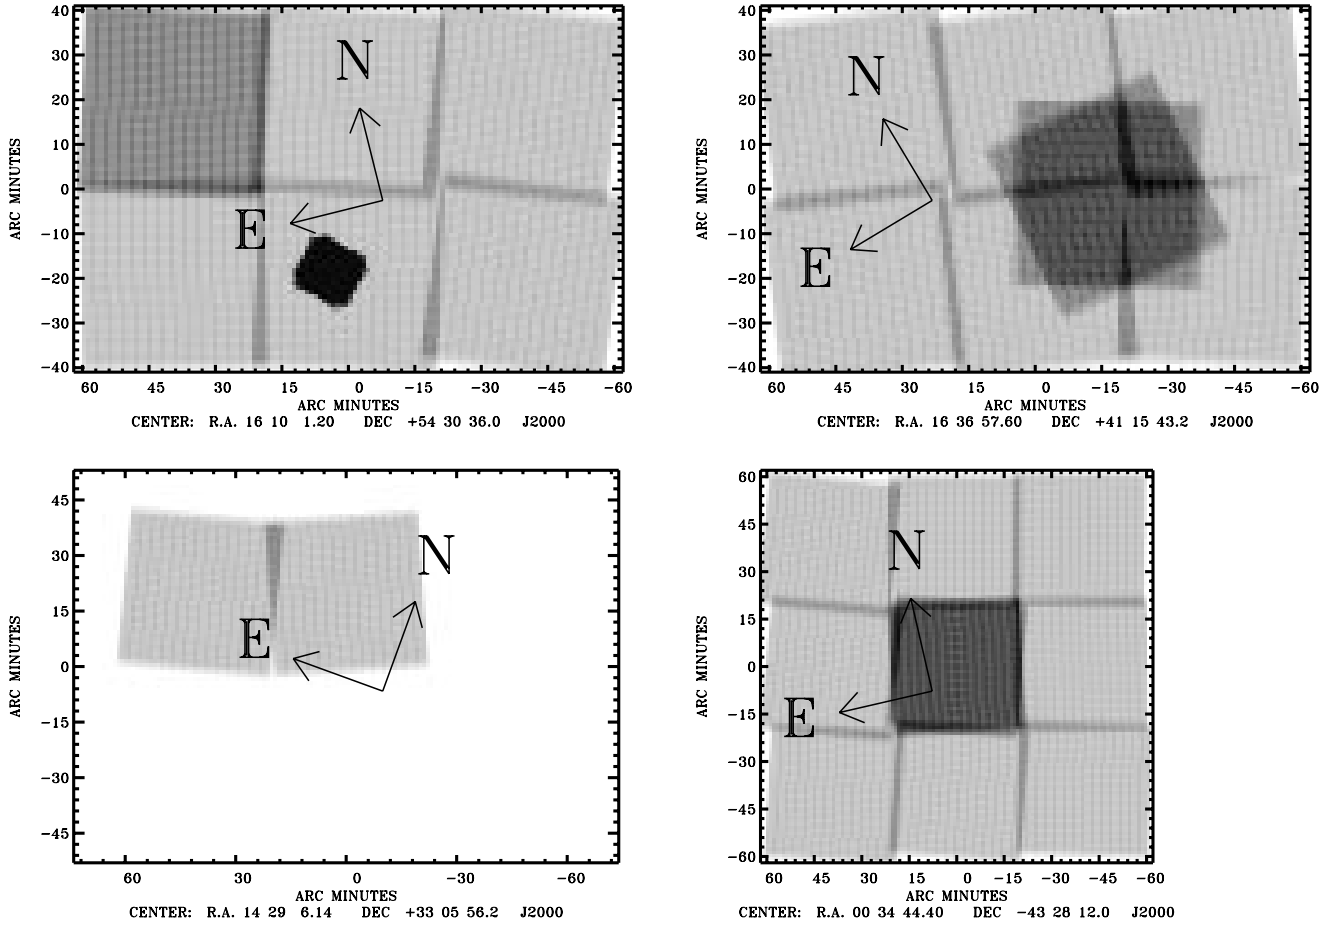 40
30
20
10
0
−10
−20
−30
−40
ARC MINUTES
N
E
60 45 30 15 0 −15 −30 −45 −60
ARC MINUTES
CENTER: R.A. 16 10 1.20 DEC +54 30 36.0 J2000
40
30
20
10
0
−10
−20
−30
−40
ARC MINUTES
N
E
60 45 30 15 0 −15 −30 −45 −60
ARC MINUTES
CENTER: R.A. 16 36 57.60 DEC +41 15 43.2 J2000
45
30
15
0
−15
−30
−45
ARC MINUTES
N
E
60 30 0 −30 −60
ARC MINUTES
CENTER: R.A. 14 29 6.14 DEC +33 05 56.2 J2000
60
45
30
15
0
−15
−30
−45
−60
ARC MINUTES
N
E
60 45 30 15 0 −15 −30 −45 −60
ARC MINUTES
CENTER: R.A. 00 34 44.40 DEC −43 28 12.0 J2000